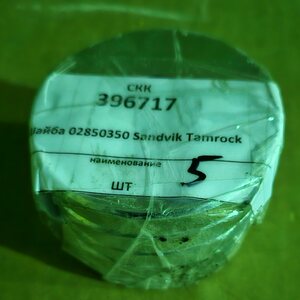 СКК
396717
Шайба 02850350 Sandvik Tamrock
наименование
шт 5